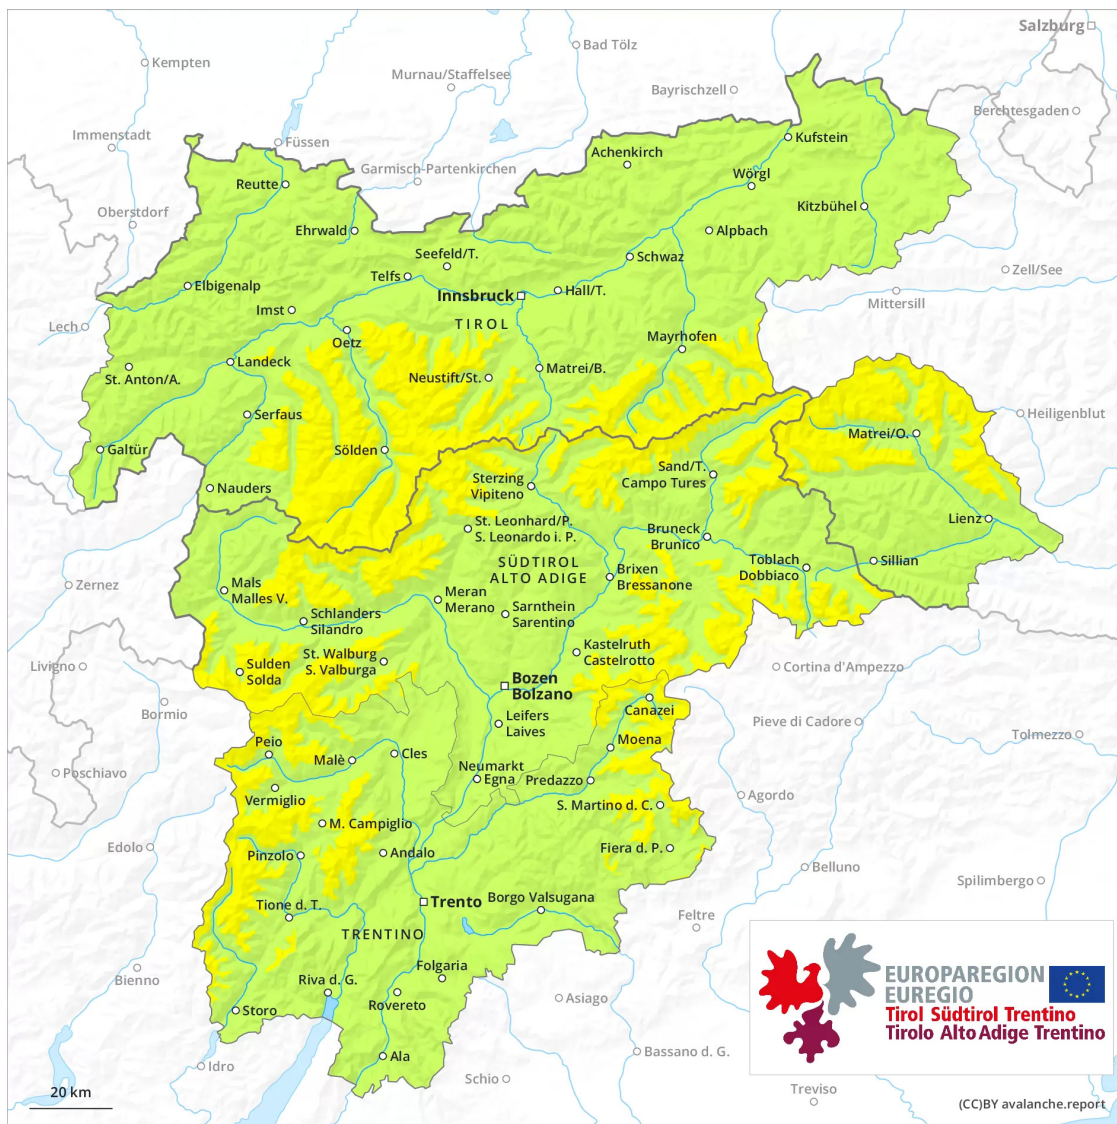 Salzburg
Bad Tölz
Kempten
Murnau/Staffelsee
Bayrischzell
Berchtesgaden
Immenstadt
Füssen
Kufstein
Achenkirch
Garmisch-Partenkirchen
Wörgl
Reutte
Oberstdorf
Kitzbühel
Ehrwald
Alpbach
Seefeld/T.
Schwaz
Zell/See
Telfs
Elbigenalp
Hall/T.
Innsbruck
Mittersill
Imst
TIROL
Lech
Oetz
Mayrhofen
Landeck
Matrei/B.
St. Anton/A.
Neustift/St.
Serfaus
Heiligenblut
Matrei/O.
Galtür
Sölden
Sand/T.
Campo Tures
Sterzing
Vipiteno
Nauders
Lienz
St. Leonhard/P.
S. Leonardo i. P.
Bruneck
Brunico
SÜDTIROL
ALTO ADIGE
Toblach
Dobbiaco
Sillian
Brixen
Bressanone
Zernez
Mals
Malles V.
Meran
Merano
Sarnthein
Sarentino
Schlanders
Silandro
Kastelruth
Castelrotto
St. Walburg
S. Valburga
Livigno
Sulden
Solda
Cortina d'Ampezzo
Bozen
Bolzano
Bormio
Canazei
Leifers
Laives
Pieve di Cadore
Tolmezzo
Peio
Moena
Cles
Malè
Poschiavo
Neumarkt
Egna
Predazzo
Vermiglio
Agordo
S. Martino d. C.
M. Campiglio
Edolo
Pinzolo
Andalo
Fiera d. P.
Belluno
Spilimbergo
Trento
Borgo Valsugana
Tione d. T.
Feltre
TRENTINO
Bienno
Folgaria
Riva d. G.
EUROPAREGION
EUREGIO
Tirol Südtirol Trentino
Tirolo Alto Adige Trentino
Asiago
Rovereto
Storo
Ala
Bassano d. G.
Idro
Schio
20 km
Treviso
(CC)BY avalanche.report